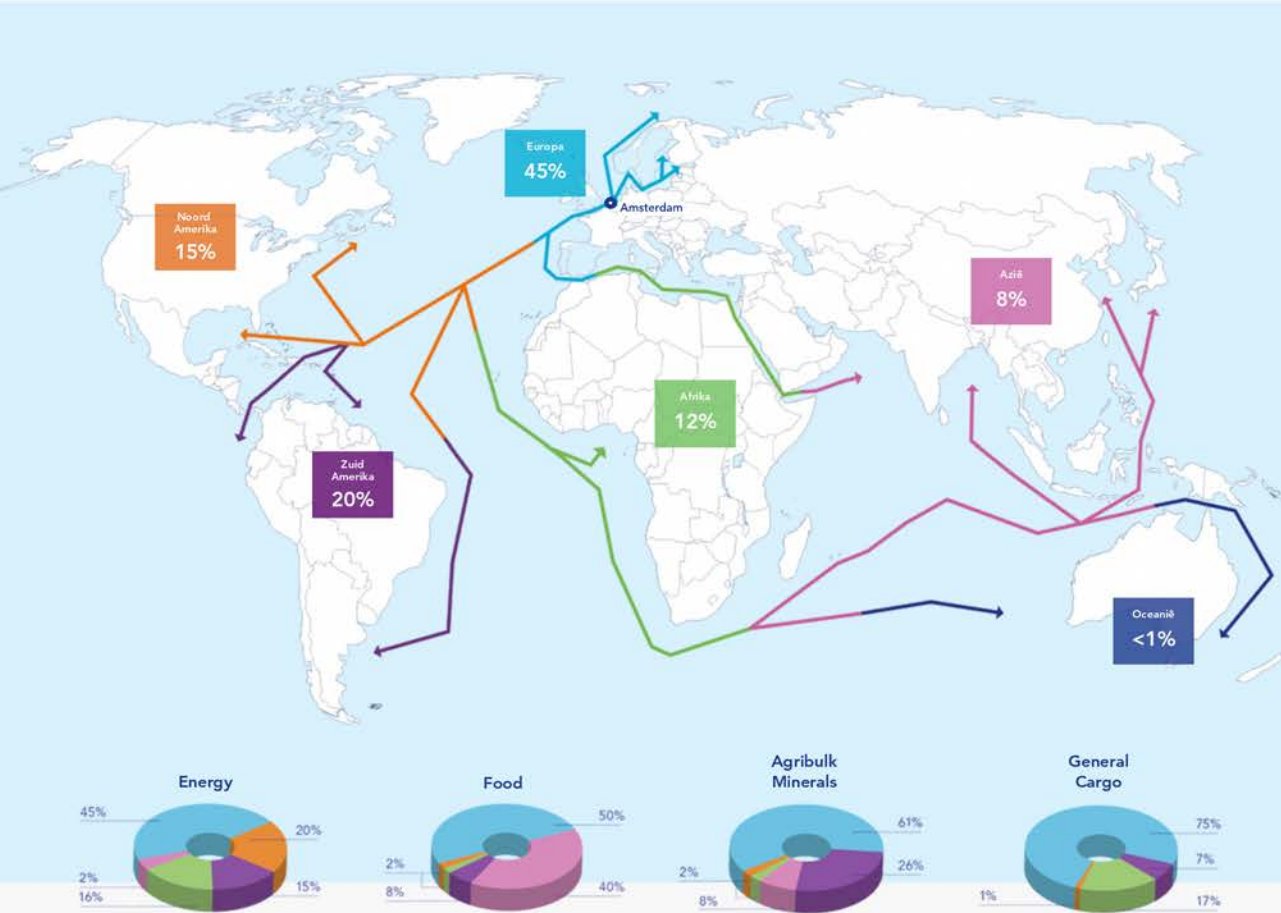 Europa
45%
Amsterdam
Noord
Amerika
15%
Azië
8%
Afrika
12%
Zuid
Amerika
20%
Oceanië
<1%
Energy
45%
20%
2%
16%
15%
Food
50%
2%
8%
40%
Agribulk
Minerals
61%
2%
26%
8%
General
Cargo
75%
7%
1%
17%